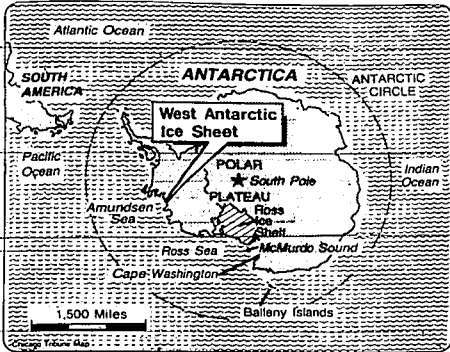 Atlantic Ocean
SOUTH
AMERICA
ANTARCTICA
ANTARCTIC
CIRCLE
West Antarctic
Ice Sheet
Pacific
Ocean
POLAR
South Pole
PLATEAU
Indian
Ocean
Amundsen
Sea
Ross
Ice
Shelf
Ross Sea
McMurdo Sound
Cape Washington
Balleny Islands
1,500 Miles
Chicago Tribune Map